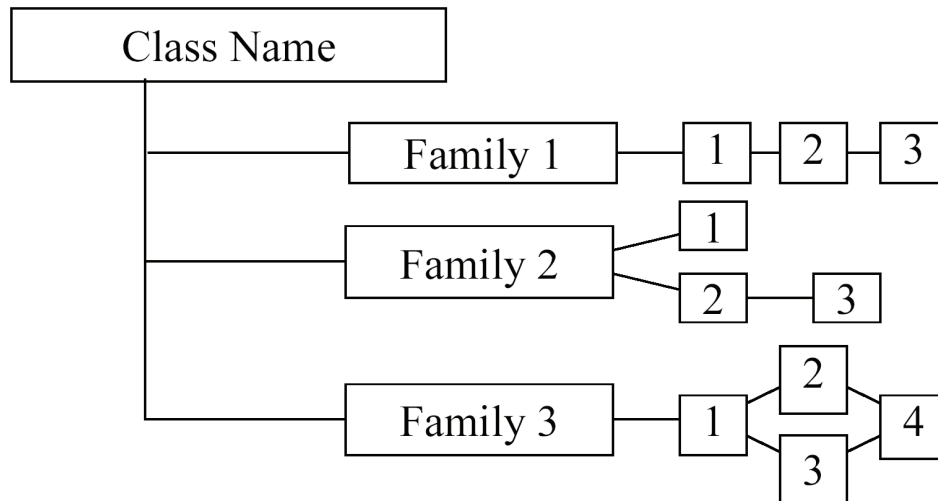 Class Name
Family 1 1 2 3
1
Family 2
2 3
2
Family 3 1 4
3